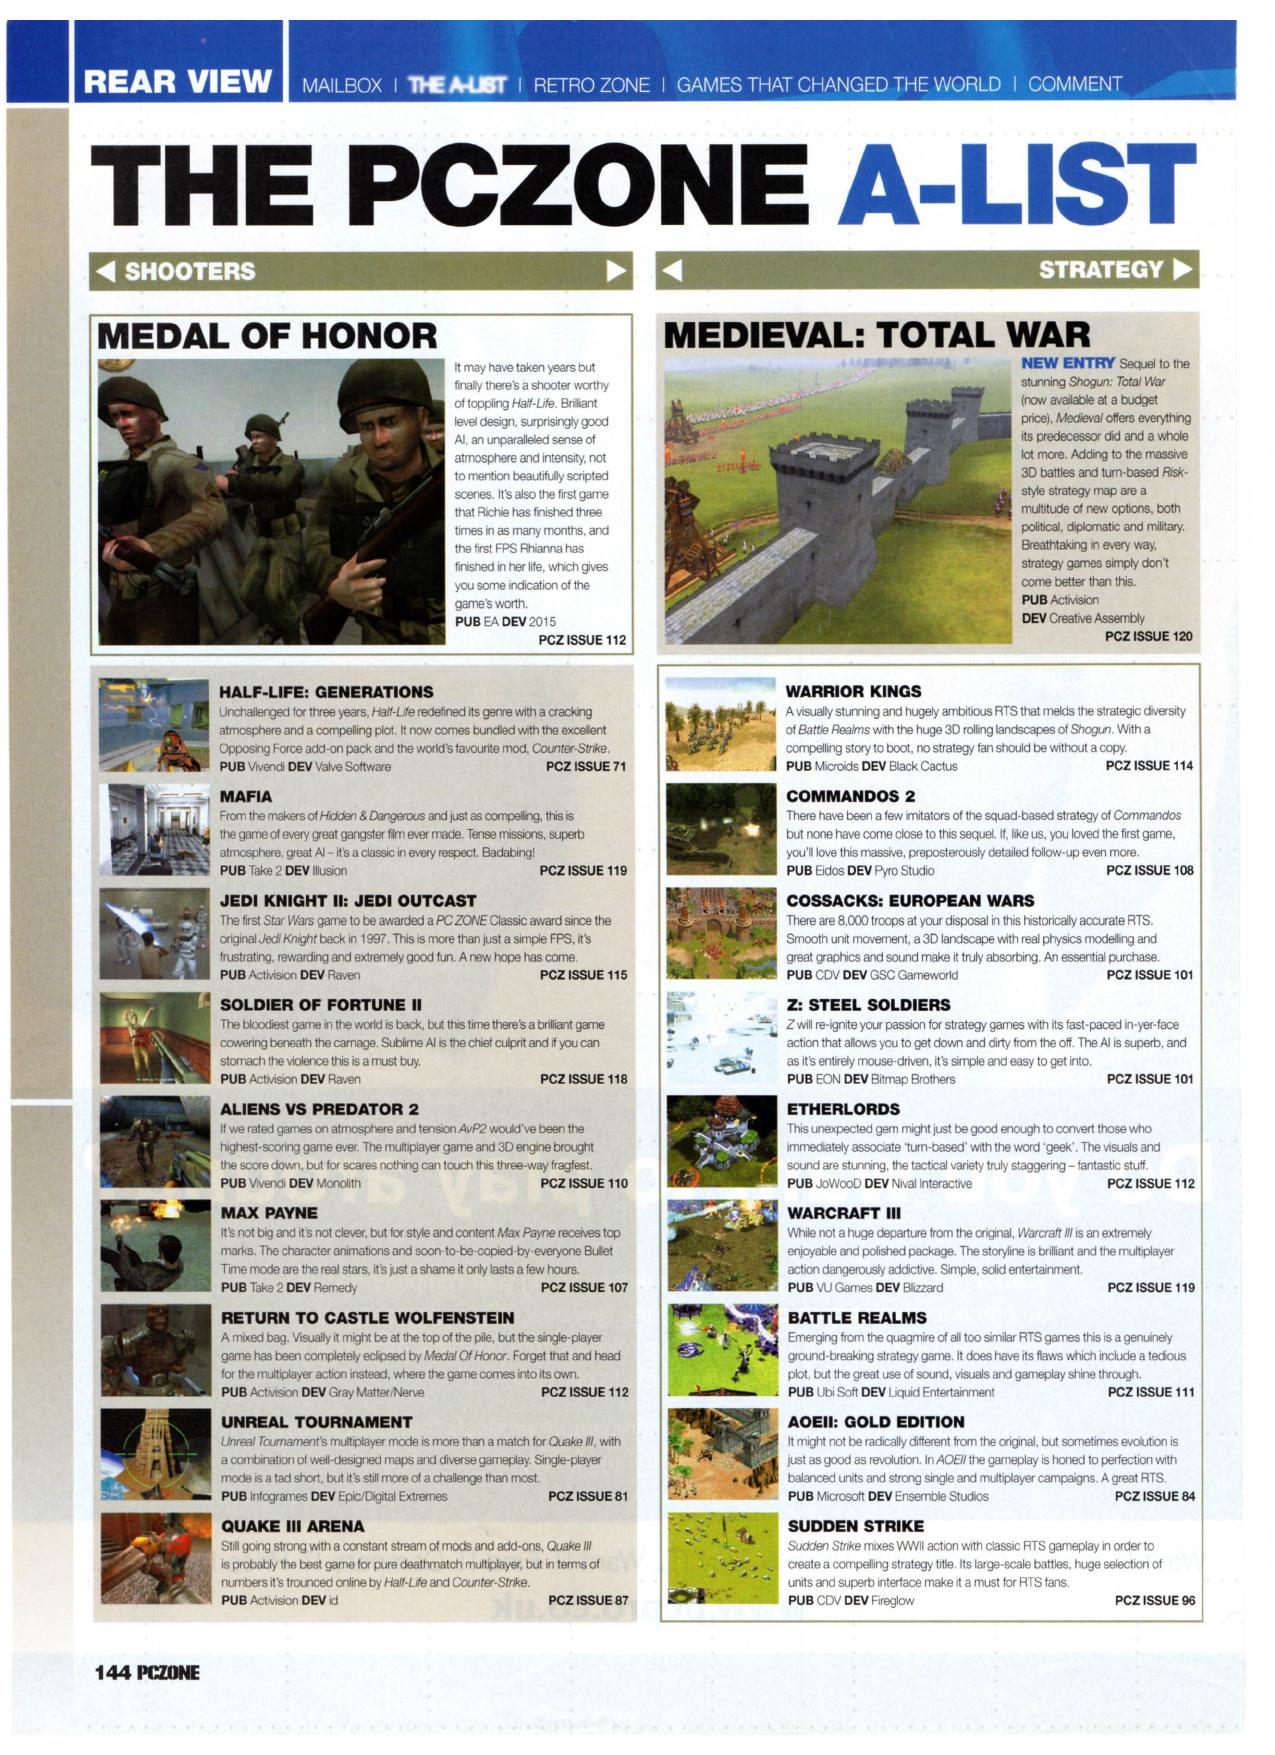 REAR VIEW
MAILBOX | THE A-LIST | RETRO ZONE | GAMES THAT CHANGED THE WORLD | COMMENT
THE PCZONE A-LIST
SHOOTERS
MEDAL OF HONOR
It may have taken years but
finally there's a shooter worthy
of toppling Half-Life. Brilliant
level design, surprisingly good
AI, an unparalleled sense of
atmosphere and intensity, not
to mention beautifully scripted
scenes. It's also the first game
that Richie has finished three
times in as many months, and
the first FPS Rhianna has
finished in her life, which gives
you some indication of the
game's worth.
PUB EA DEV 2015
PCZ ISSUE 112
HALF-LIFE: GENERATIONS
Unchallenged for three years, Half-Life redefined its genre with a cracking
atmosphere and a compelling plot. It now comes bundled with the excellent
Opposing Force add-on pack and the world's favourite mod, Counter-Strike.
PUB Vivendi DEV Valve Software PCZ ISSUE 71
MAFIA
From the makers of Hidden & Dangerous and just as compelling, this is
the game of every great gangster film ever made. Tense missions, superb
atmosphere, great AI – it's a classic in every respect. Badabing!
PUB Take 2 DEV Illusion PCZ ISSUE 119
JEDI KNIGHT II: JEDI OUTCAST
The first Star Wars game to be awarded a PC ZONE Classic award since the
original Jedi Knight back in 1997. This is more than just a simple FPS, it's
frustrating, rewarding and extremely good fun. A new hope has come.
PUB Activision DEV Raven PCZ ISSUE 115
SOLDIER OF FORTUNE II
The bloodiest game in the world is back, but this time there's a brilliant game
cowering beneath the carnage. Sublime AI is the chief culprit and if you can
stomach the violence this is a must buy.
PUB Activision DEV Raven PCZ ISSUE 118
ALIENS VS PREDATOR 2
If we rated games on atmosphere and tension AvP2 would've been the
highest-scoring game ever. The multiplayer game and 3D engine brought
the score down, but for scares nothing can touch this three-way fragfest.
PUB Vivendi DEV Monolith PCZ ISSUE 110
MAX PAYNE
It's not big and it's not clever, but for style and content Max Payne receives top
marks. The character animations and soon-to-be-copied-by-everyone Bullet
Time mode are the real stars, it's just a shame it only lasts a few hours.
PUB Take 2 DEV Remedy PCZ ISSUE 107
RETURN TO CASTLE WOLFENSTEIN
A mixed bag. Visually it might be at the top of the pile, but the single-player
game has been completely eclipsed by Medal Of Honor. Forget that and head
for the multiplayer action instead, where the game comes into its own.
PUB Activision DEV Gray Matter/Nerve PCZ ISSUE 112
UNREAL TOURNAMENT
Unreal Tournament's multiplayer mode is more than a match for Quake III, with
a combination of well-designed maps and diverse gameplay. Single-player
mode is a tad short, but it's still more of a challenge than most.
PUB Infogrames DEV Epic/Digital Extremes PCZ ISSUE 81
QUAKE III ARENA
Still going strong with a constant stream of mods and add-ons, Quake III
is probably the best game for pure deathmatch multiplayer, but in terms of
numbers it's trounced online by Half-Life and Counter-Strike.
PUB Activision DEV id PCZ ISSUE 87
STRATEGY
MEDIEVAL: TOTAL WAR
NEW ENTRY Sequel to the
stunning Shogun: Total War
(now available at a budget
price), Medieval offers everything
its predecessor did and a whole
lot more. Adding to the massive
3D battles and turn-based Risk-
style strategy map are a
multitude of new options, both
political, diplomatic and military.
Breathtaking in every way,
strategy games simply don't
come better than this.
PUB Activision
DEV Creative Assembly
PCZ ISSUE 120
WARRIOR KINGS
A visually stunning and hugely ambitious RTS that melds the strategic diversity
of Battle Realms with the huge 3D rolling landscapes of Shogun. With a
compelling story to boot, no strategy fan should be without a copy.
PUB Microids DEV Black Cactus PCZ ISSUE 114
COMMANDOS 2
There have been a few imitators of the squad-based strategy of Commandos
but none have come close to this sequel. If, like us, you loved the first game,
you'll love this massive, preposterously detailed follow-up even more.
PUB Eidos DEV Pyro Studio PCZ ISSUE 108
COSSACKS: EUROPEAN WARS
There are 8,000 troops at your disposal in this historically accurate RTS.
Smooth unit movement, a 3D landscape with real physics modelling and
great graphics and sound make it truly absorbing. An essential purchase.
PUB CDV DEV GSC Gameworld PCZ ISSUE 101
Z: STEEL SOLDIERS
Z will re-ignite your passion for strategy games with its fast-paced in-yer-face
action that allows you to get down and dirty from the off. The AI is superb, and
as it's entirely mouse-driven, it's simple and easy to get into.
PUB EON DEV Bitmap Brothers PCZ ISSUE 101
ETHERLORDS
This unexpected gem might just be good enough to convert those who
immediately associate 'turn-based' with the word 'geek'. The visuals and
sound are stunning, the tactical variety truly staggering – fantastic stuff.
PUB JoWooD DEV Nival Interactive PCZ ISSUE 112
WARCRAFT III
While not a huge departure from the original, Warcraft III is an extremely
enjoyable and polished package. The storyline is brilliant and the multiplayer
action dangerously addictive. Simple, solid entertainment.
PUB VU Games DEV Blizzard PCZ ISSUE 119
BATTLE REALMS
Emerging from the quagmire of all too similar RTS games this is a genuinely
ground-breaking strategy game. It does have its flaws which include a tedious
plot, but the great use of sound, visuals and gameplay shine through.
PUB Ubi Soft DEV Liquid Entertainment PCZ ISSUE 111
AOEII: GOLD EDITION
It might not be radically different from the original, but sometimes evolution is
just as good as revolution. In AOEII the gameplay is honed to perfection with
balanced units and strong single and multiplayer campaigns. A great RTS.
PUB Microsoft DEV Ensemble Studios PCZ ISSUE 84
SUDDEN STRIKE
Sudden Strike mixes WWII action with classic RTS gameplay in order to
create a compelling strategy title. Its large-scale battles, huge selection of
units and superb interface make it a must for RTS fans.
PUB CDV DEV Fireglow PCZ ISSUE 96
144 PCZONE